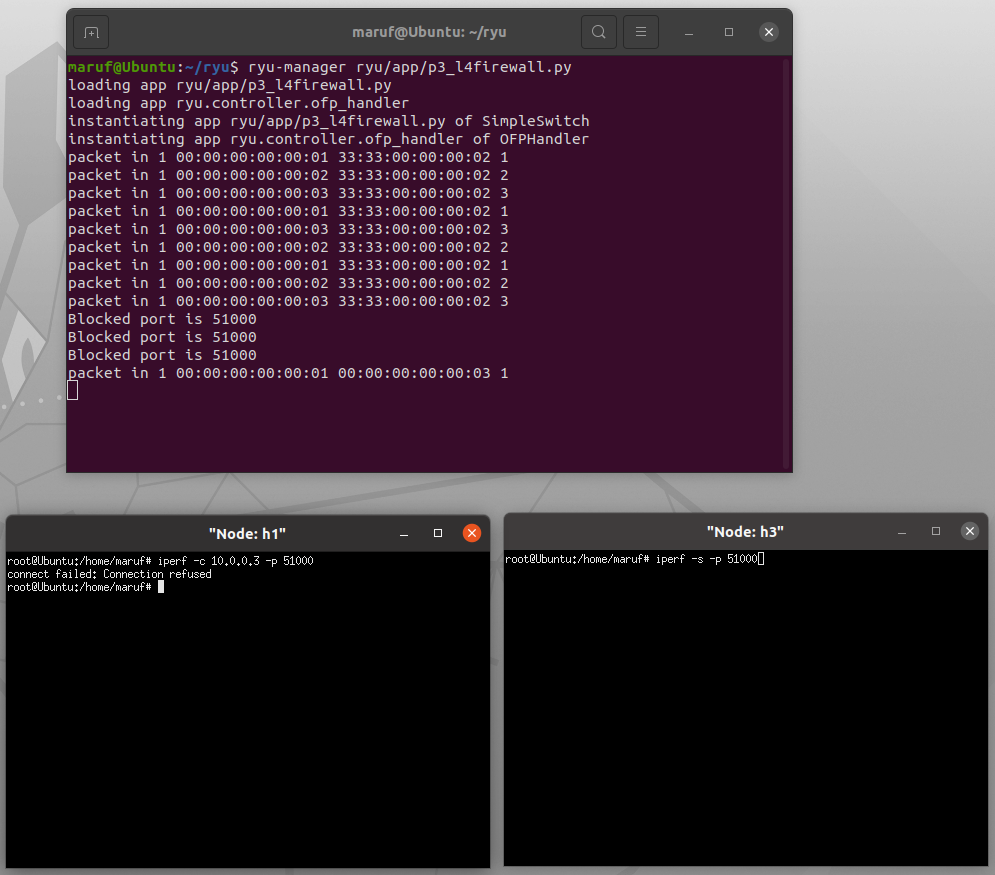 maruf@Ubuntu: ~/ryu
maruf@Ubuntu:~/ryu$ ryu-manager ryu/app/p3_l4firewall.py
loading app ryu/app/p3_l4firewall.py
loading app ryu.controller.ofp_handler
instantiating app ryu/app/p3_l4firewall.py of SimpleSwitch
instantiating app ryu.controller.ofp_handler of OFPHandler
packet in 1 00:00:00:00:00:01 33:33:00:00:00:02 1
packet in 1 00:00:00:00:00:02 33:33:00:00:00:02 2
packet in 1 00:00:00:00:00:03 33:33:00:00:00:02 3
packet in 1 00:00:00:00:00:01 33:33:00:00:00:02 1
packet in 1 00:00:00:00:00:03 33:33:00:00:00:02 3
packet in 1 00:00:00:00:00:02 33:33:00:00:00:02 2
packet in 1 00:00:00:00:00:01 33:33:00:00:00:02 1
packet in 1 00:00:00:00:00:02 33:33:00:00:00:02 2
packet in 1 00:00:00:00:00:03 33:33:00:00:00:02 3
Blocked port is 51000
Blocked port is 51000
Blocked port is 51000
packet in 1 00:00:00:00:00:01 00:00:00:00:00:03 1
"Node: h1"
root@Ubuntu:/home/maruf# iperf -c 10.0.0.3 -p 51000
connect failed: Connection refused
root@Ubuntu:/home/maruf#
"Node: h3"
root@Ubuntu:/home/maruf# iperf -s -p 51000